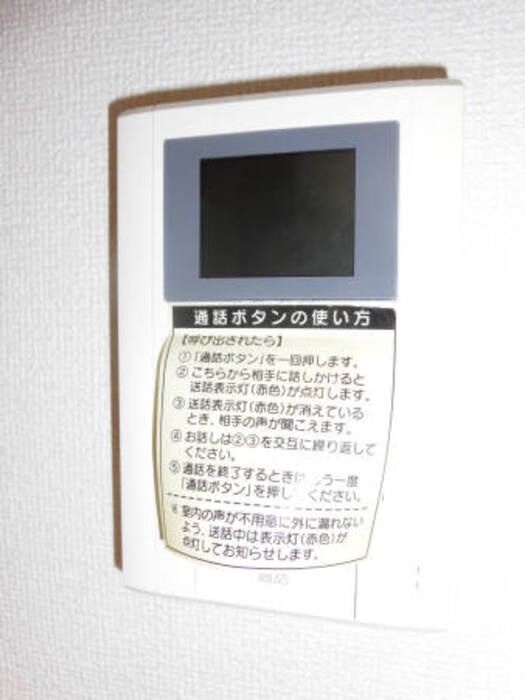 通話ボタンの使い方
【呼び出されたら】
①「通話ボタン」を一回押します。
② こちらから相手に話しかけると
送話表示灯(赤色)が点灯します。
③ 送話表示灯(赤色)が消えている
とき、相手の声が聞こえます。
④ お話しは②③を交互に繰り返して
ください。
⑤ 通話を終了するときは、もう一度
「通話ボタン」を押してください。
※ 室内の声が不用意に外に漏れない
よう、送話中は表示灯(赤色)が
点灯してお知らせします。